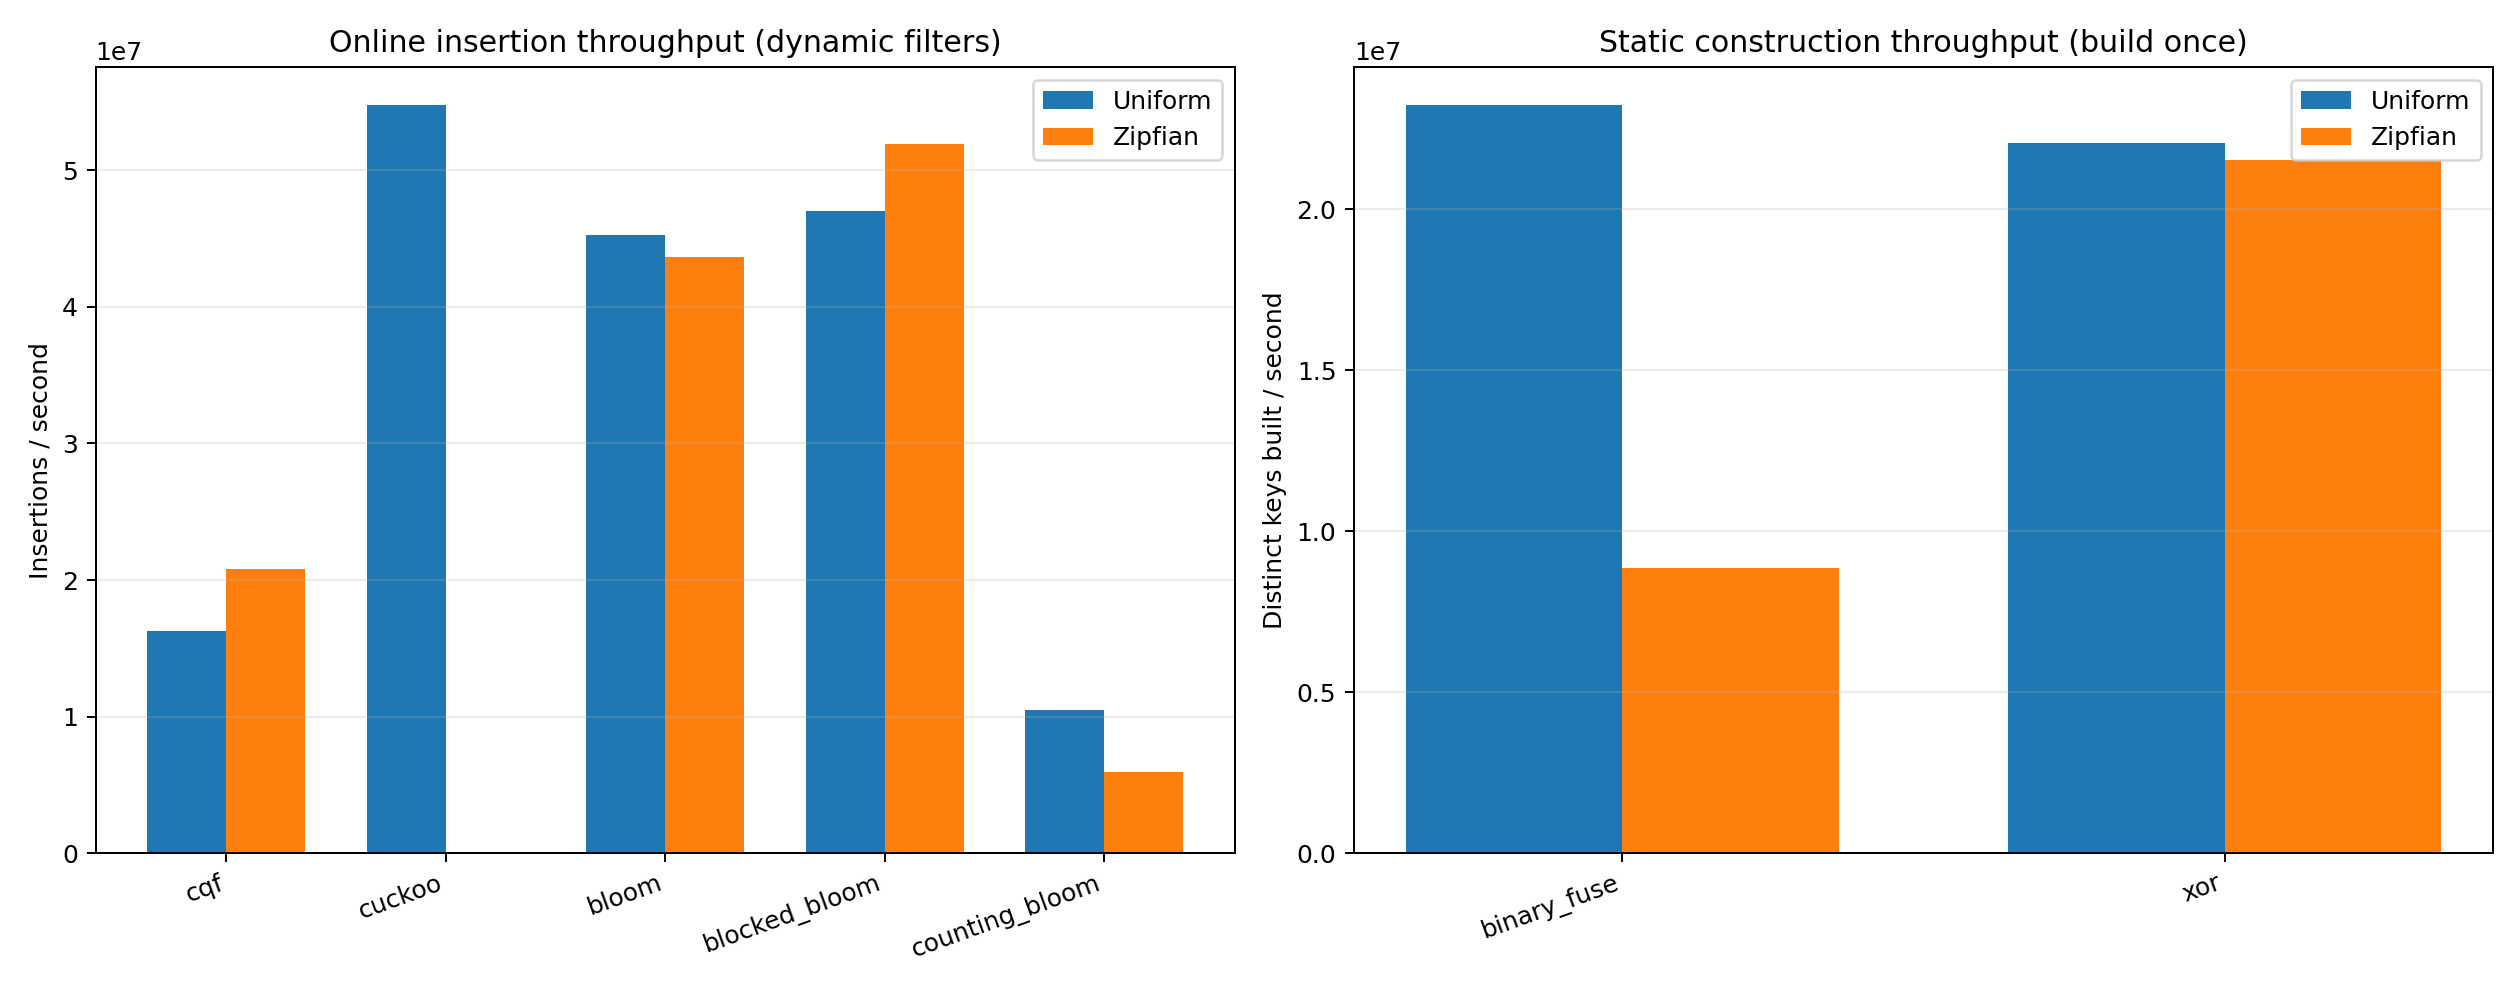 Online insertion throughput (dynamic filters)
1e7
Insertions / second
5
4
3
2
1
0
Uniform
Zipfian
cqf
cuckoo
bloom
blocked_bloom
counting_bloom
Static construction throughput (build once)
1e7
Distinct keys built / second
2.0
1.5
1.0
0.5
0.0
Uniform
Zipfian
binary_fuse
xor